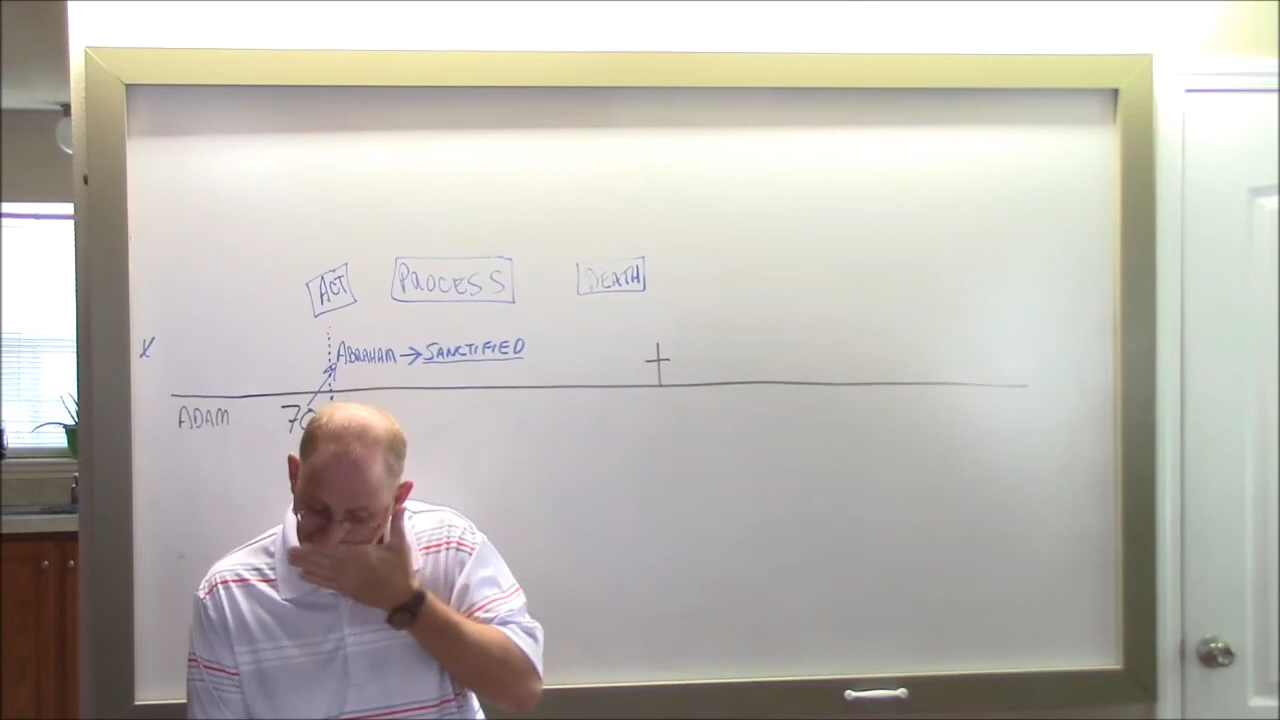 ACT PROCESS DEATH
ABRAHAM → SANCTIFIED
ADAM